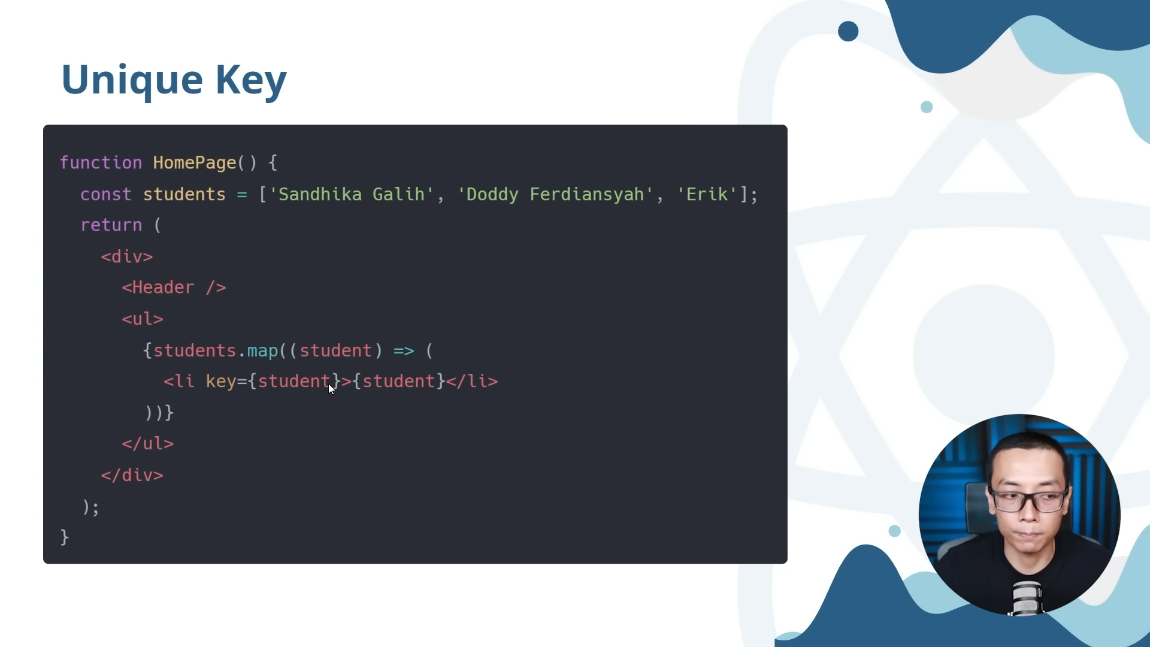 Unique Key
function HomePage() {
  const students = ['Sandhika Galih', 'Doddy Ferdiansyah', 'Erik'];
  return (
    <div>
      <Header />
      <ul>
        {students.map((student) => (
          <li key={student}>{student}</li>
        ))}
      </ul>
    </div>
  );
}